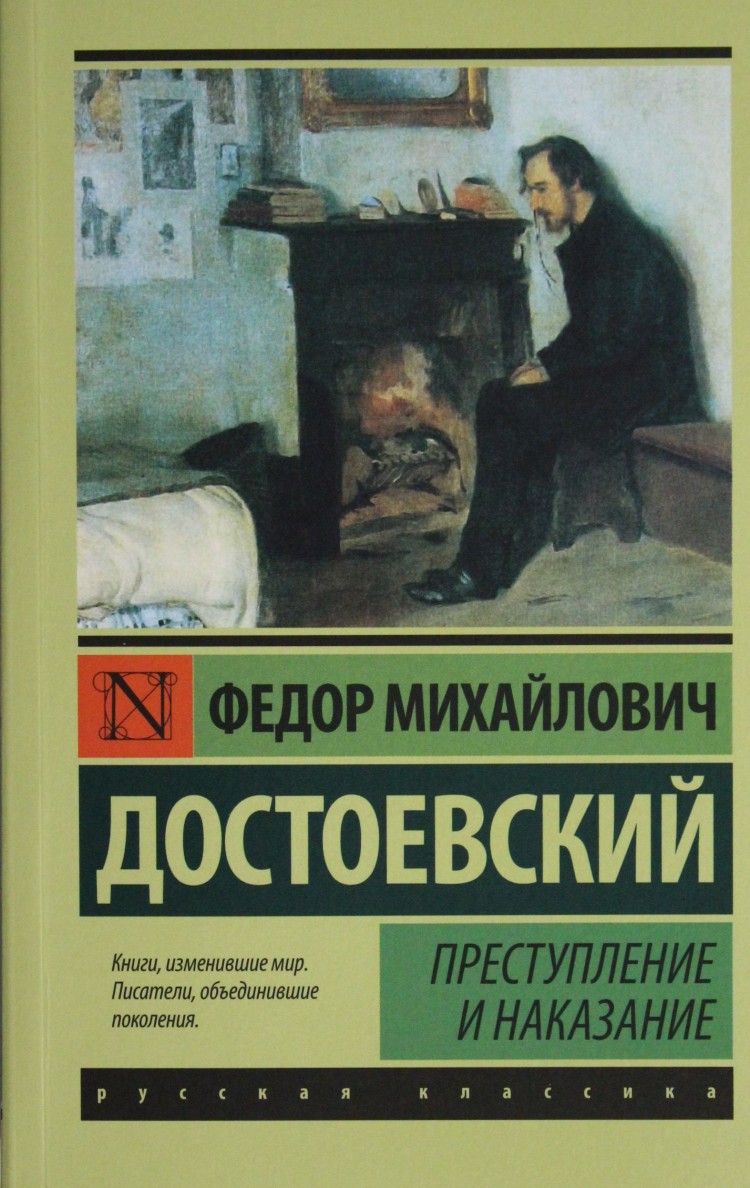 N
ФЕДОР МИХАЙЛОВИЧ
ДОСТОЕВСКИЙ
Книги, изменившие мир.
Писатели, объединившие
поколения.
ПРЕСТУПЛЕНИЕ
И НАКАЗАНИЕ
русская классика